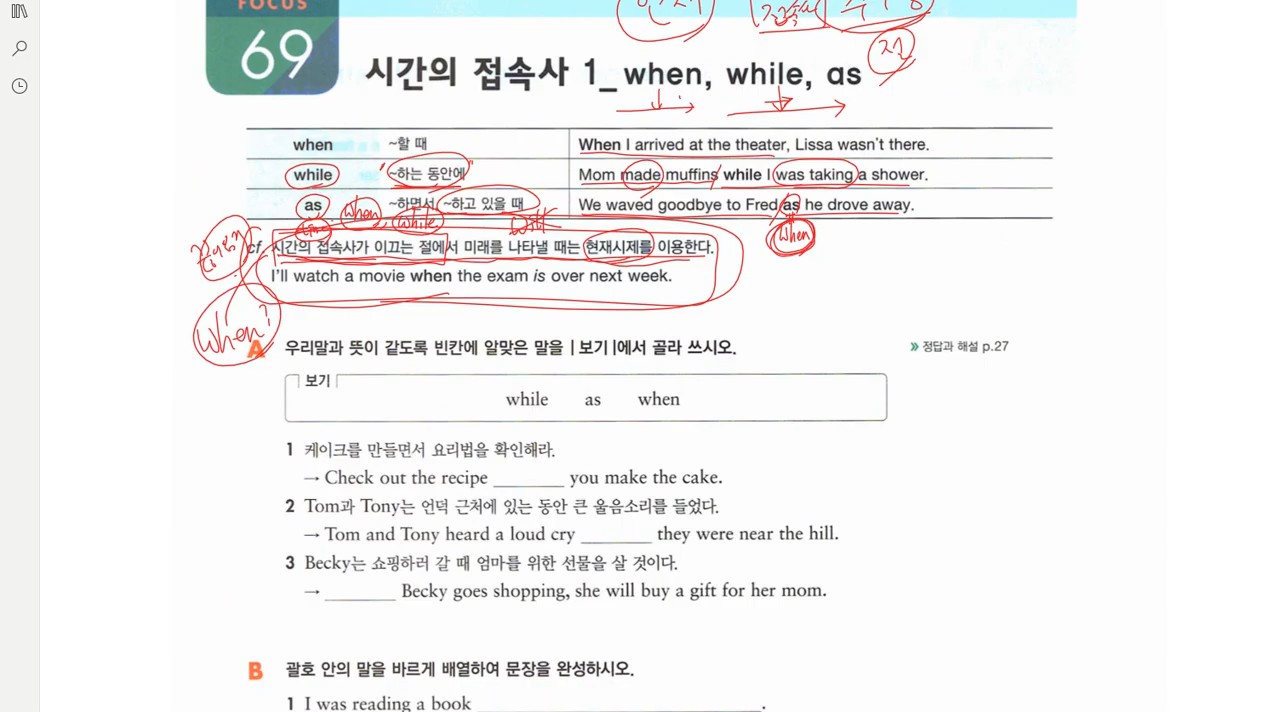 FOCUS
69
시간의 접속사 1_when, while, as
when ~할 때 When I arrived at the theater, Lissa wasn't there.
while ~하는 동안에 Mom made muffins while I was taking a shower.
as ~하면서, ~하고 있을 때 We waved goodbye to Fred as he drove away.
when while
when
cf. 시간의 접속사가 이끄는 절에서 미래를 나타낼 때는 현재시제를 이용한다.
I'll watch a movie when the exam is over next week.
when?
A 우리말과 뜻이 같도록 빈칸에 알맞은 말을 |보기|에서 골라 쓰시오. » 정답과 해설 p.27
보기
while as when
1 케이크를 만들면서 요리법을 확인해라.
→ Check out the recipe ________ you make the cake.
2 Tom과 Tony는 언덕 근처에 있는 동안 큰 울음소리를 들었다.
→ Tom and Tony heard a loud cry ________ they were near the hill.
3 Becky는 쇼핑하러 갈 때 엄마를 위한 선물을 살 것이다.
→ ________ Becky goes shopping, she will buy a gift for her mom.
B 괄호 안의 말을 바르게 배열하여 문장을 완성하시오.
1 I was reading a book ________________________________.